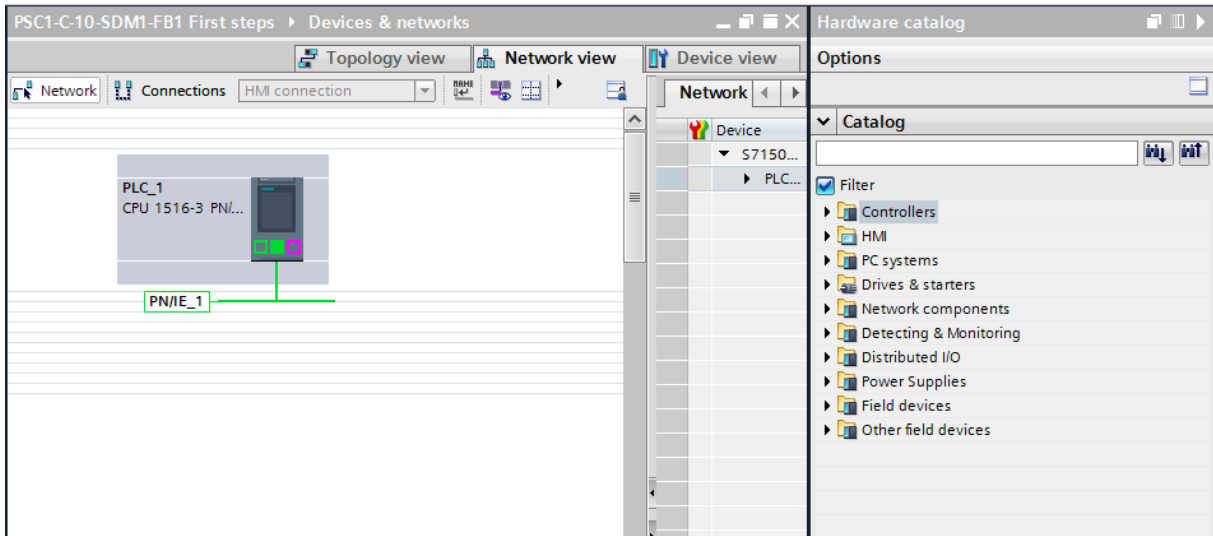 PSC1-C-10-SDM1-FB1 First steps Devices & networks
Topology view Network view Device view
Network Connections HMI connection
Network
Device
S7150...
PLC...
PLC_1
CPU 1516-3 PN/...
PN/IE_1
Hardware catalog
Options
Catalog
Filter
Controllers
HMI
PC systems
Drives & starters
Network components
Detecting & Monitoring
Distributed I/O
Power Supplies
Field devices
Other field devices